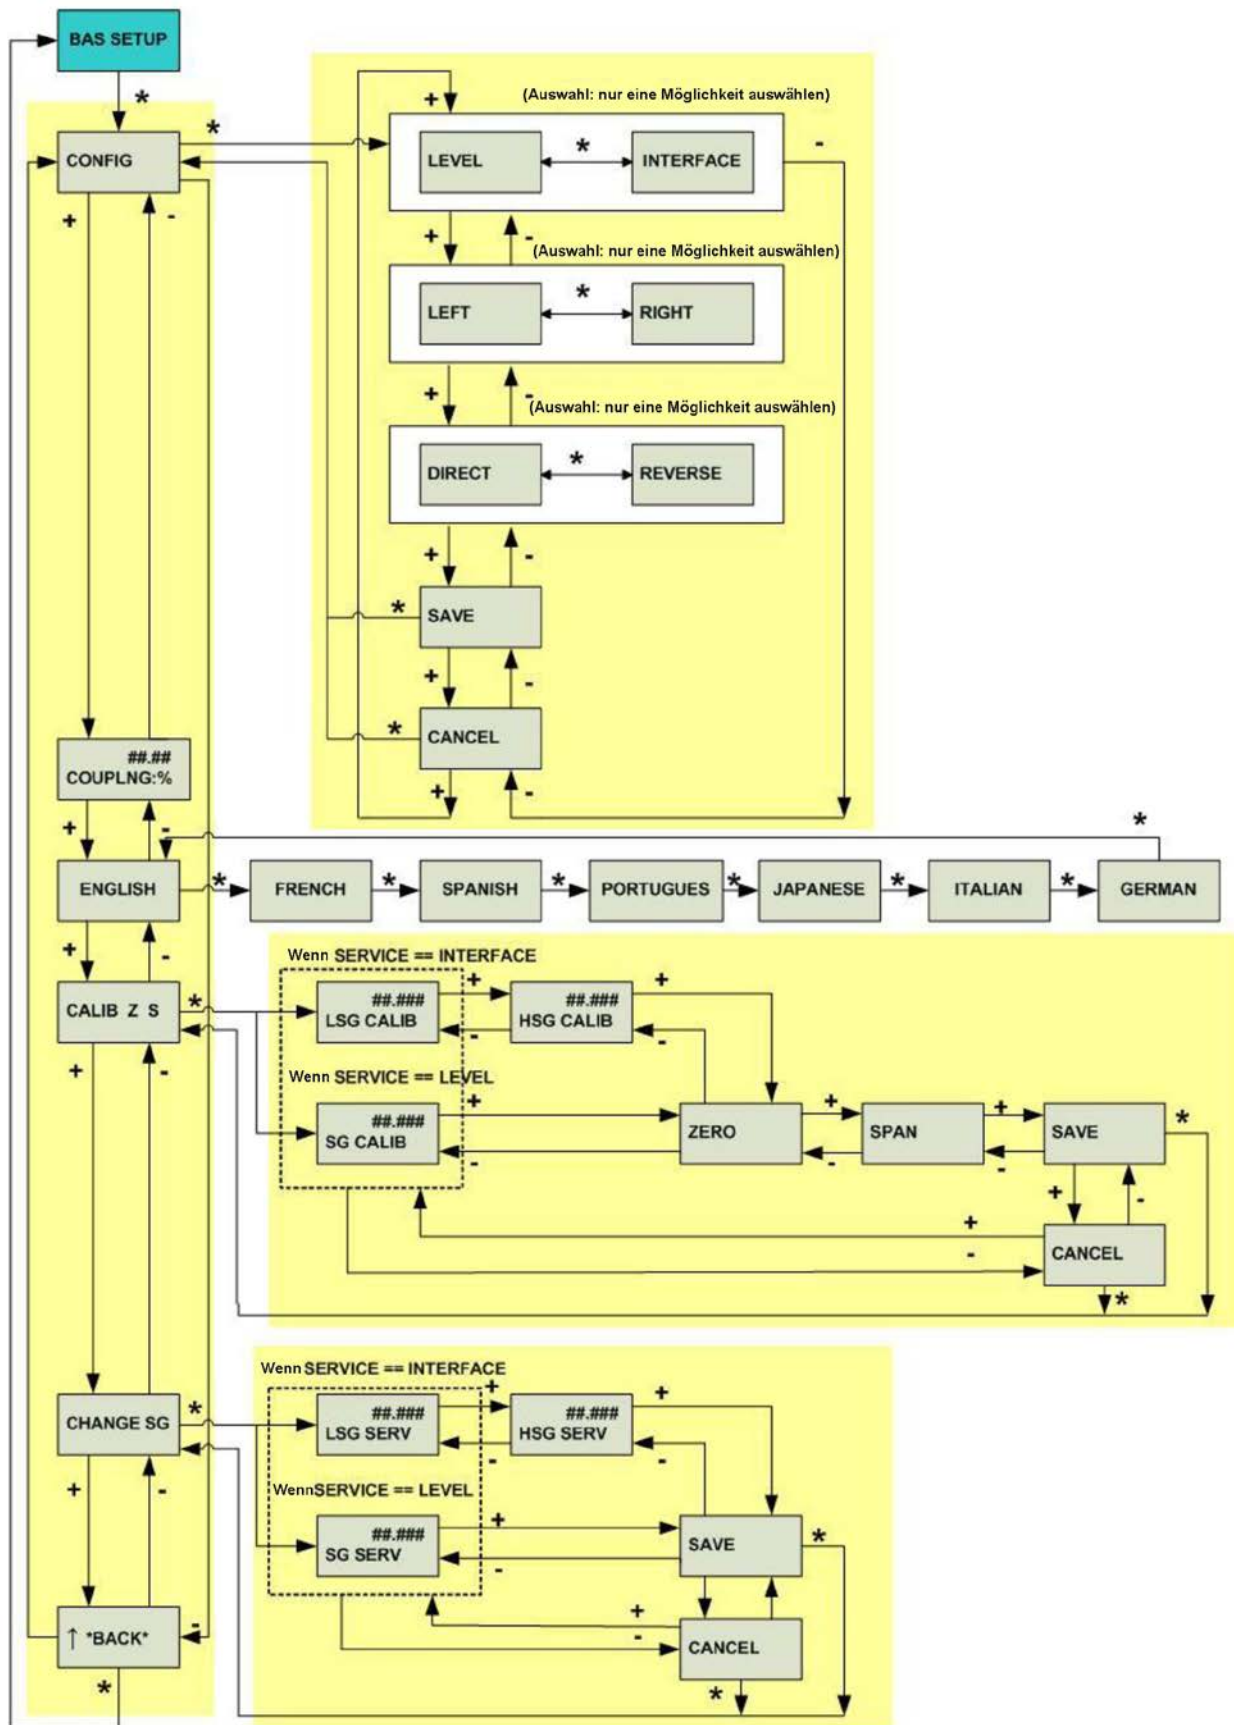 BAS SETUP
*
+
(Auswahl: nur eine Möglichkeit auswählen)
*
CONFIG
LEVEL
*
INTERFACE
-
+
-
+
-
(Auswahl: nur eine Möglichkeit auswählen)
LEFT
*
RIGHT
+
-
(Auswahl: nur eine Möglichkeit auswählen)
DIRECT
*
REVERSE
+
-
*
SAVE
+
-
*
CANCEL
+
-
##.##
COUPLNG:%
+
-
*
ENGLISH
*
FRENCH
*
SPANISH
*
PORTUGUES
*
JAPANESE
*
ITALIAN
*
GERMAN
+
-
Wenn SERVICE == INTERFACE
CALIB Z S
*
##.###
LSG CALIB
+
-
##.###
HSG CALIB
+
-
+
-
Wenn SERVICE == LEVEL
##.###
SG CALIB
+
-
ZERO
+
-
SPAN
+
-
SAVE
*
+
-
+
-
CANCEL
*
Wenn SERVICE == INTERFACE
CHANGE SG
*
##.###
LSG SERV
+
-
##.###
HSG SERV
+
-
+
-
Wenn SERVICE == LEVEL
##.###
SG SERV
+
-
SAVE
*
+
-
CANCEL
*
↑ *BACK*
-
*